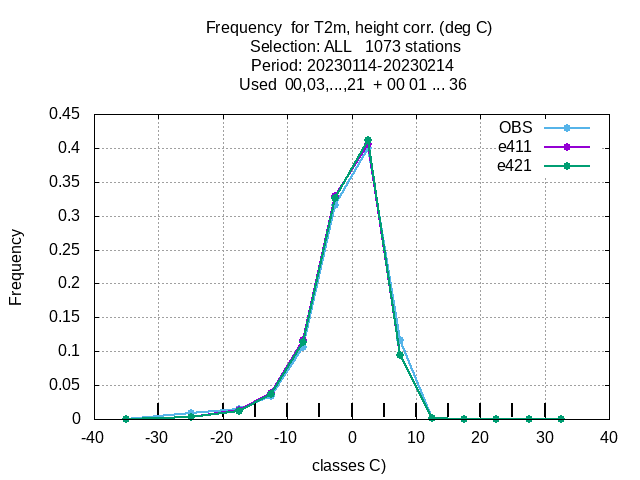 Frequency  for T2m, height corr. (deg C)
Selection: ALL   1073 stations
Period: 20230114-20230214
Used  00,03,...,21  + 00 01 ... 36
0.45
0.4
0.35
0.3
0.25
0.2
0.15
0.1
0.05
0
Frequency
OBS
e411
e421
-40 -30 -20 -10 0 10 20 30 40
classes C)